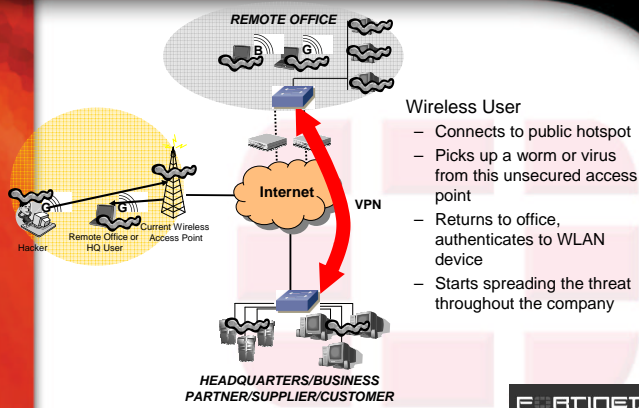 REMOTE OFFICE
B
G
Wireless User
– Connects to public hotspot
– Picks up a worm or virus
from this unsecured access
point
– Returns to office,
authenticates to WLAN
device
– Starts spreading the threat
throughout the company
Internet
VPN
G
G
Hacker
Remote Office or
HQ User
Current Wireless
Access Point
HEADQUARTERS/BUSINESS
PARTNER/SUPPLIER/CUSTOMER
FORTINET